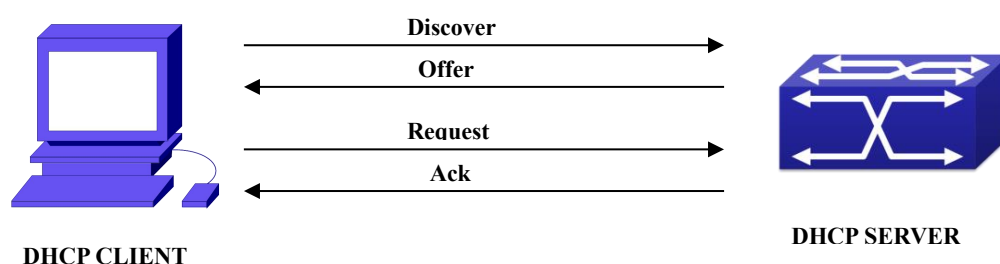 Discover
Offer
Request
Ack
DHCP CLIENT
DHCP SERVER